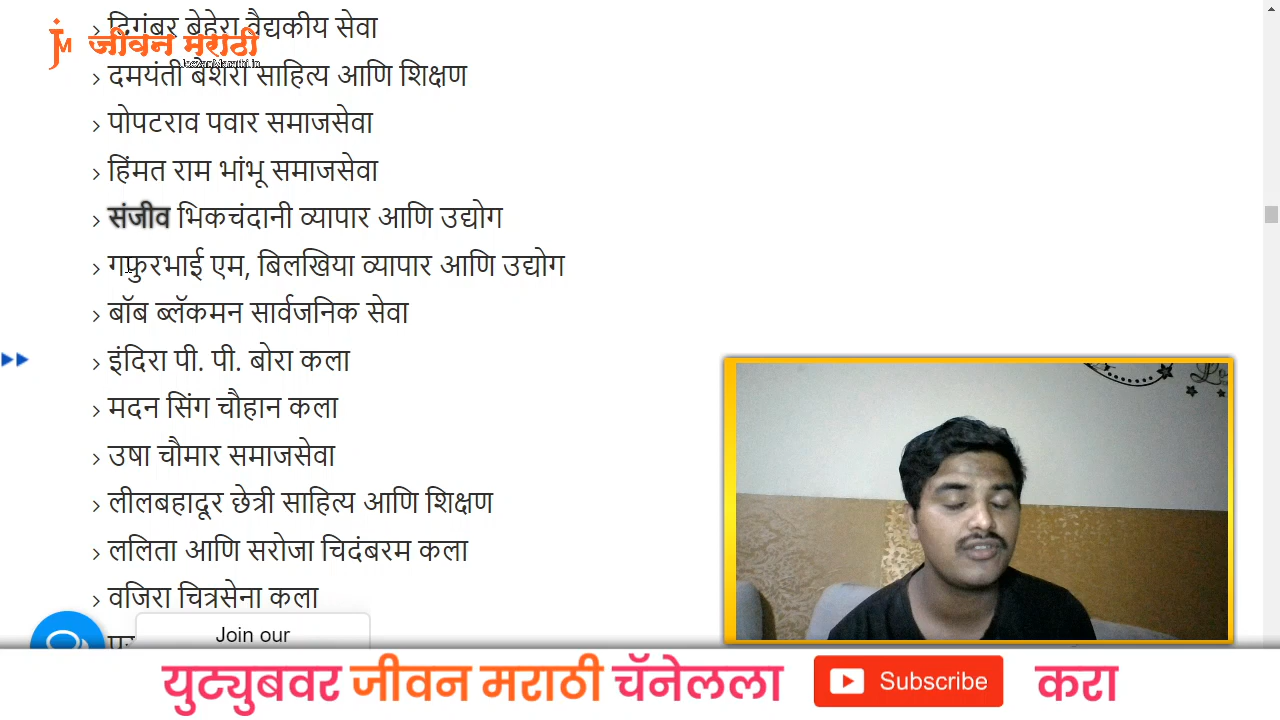 दिगंबर बेहेरा वैद्यकीय सेवा
जीवन मराठी
दमयंती बेशरा साहित्य आणि शिक्षण
पोपटराव पवार समाजसेवा
हिंमत राम भांभू समाजसेवा
संजीव भिकचंदानी व्यापार आणि उद्योग
गफुरभाई एम, बिलखिया व्यापार आणि उद्योग
बॉब ब्लॅकमन सार्वजनिक सेवा
इंदिरा पी. पी. बोरा कला
मदन सिंग चौहान कला
उषा चौमार समाजसेवा
लीलबहादूर छेत्री साहित्य आणि शिक्षण
ललिता आणि सरोजा चिदंबरम कला
वजिरा चित्रसेना कला
Join our
युट्युबवर जीवन मराठी चॅनेलला Subscribe करा